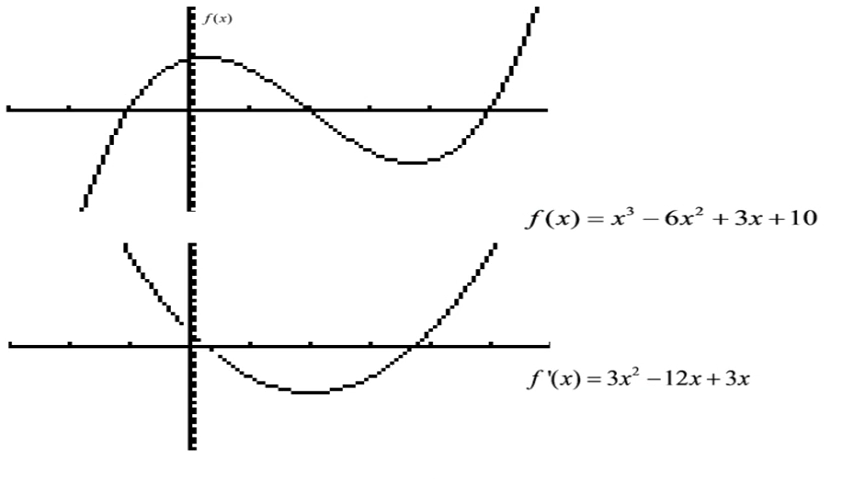 f(x)
f(x) = x³ − 6x² + 3x + 10
f'(x) = 3x² − 12x + 3x